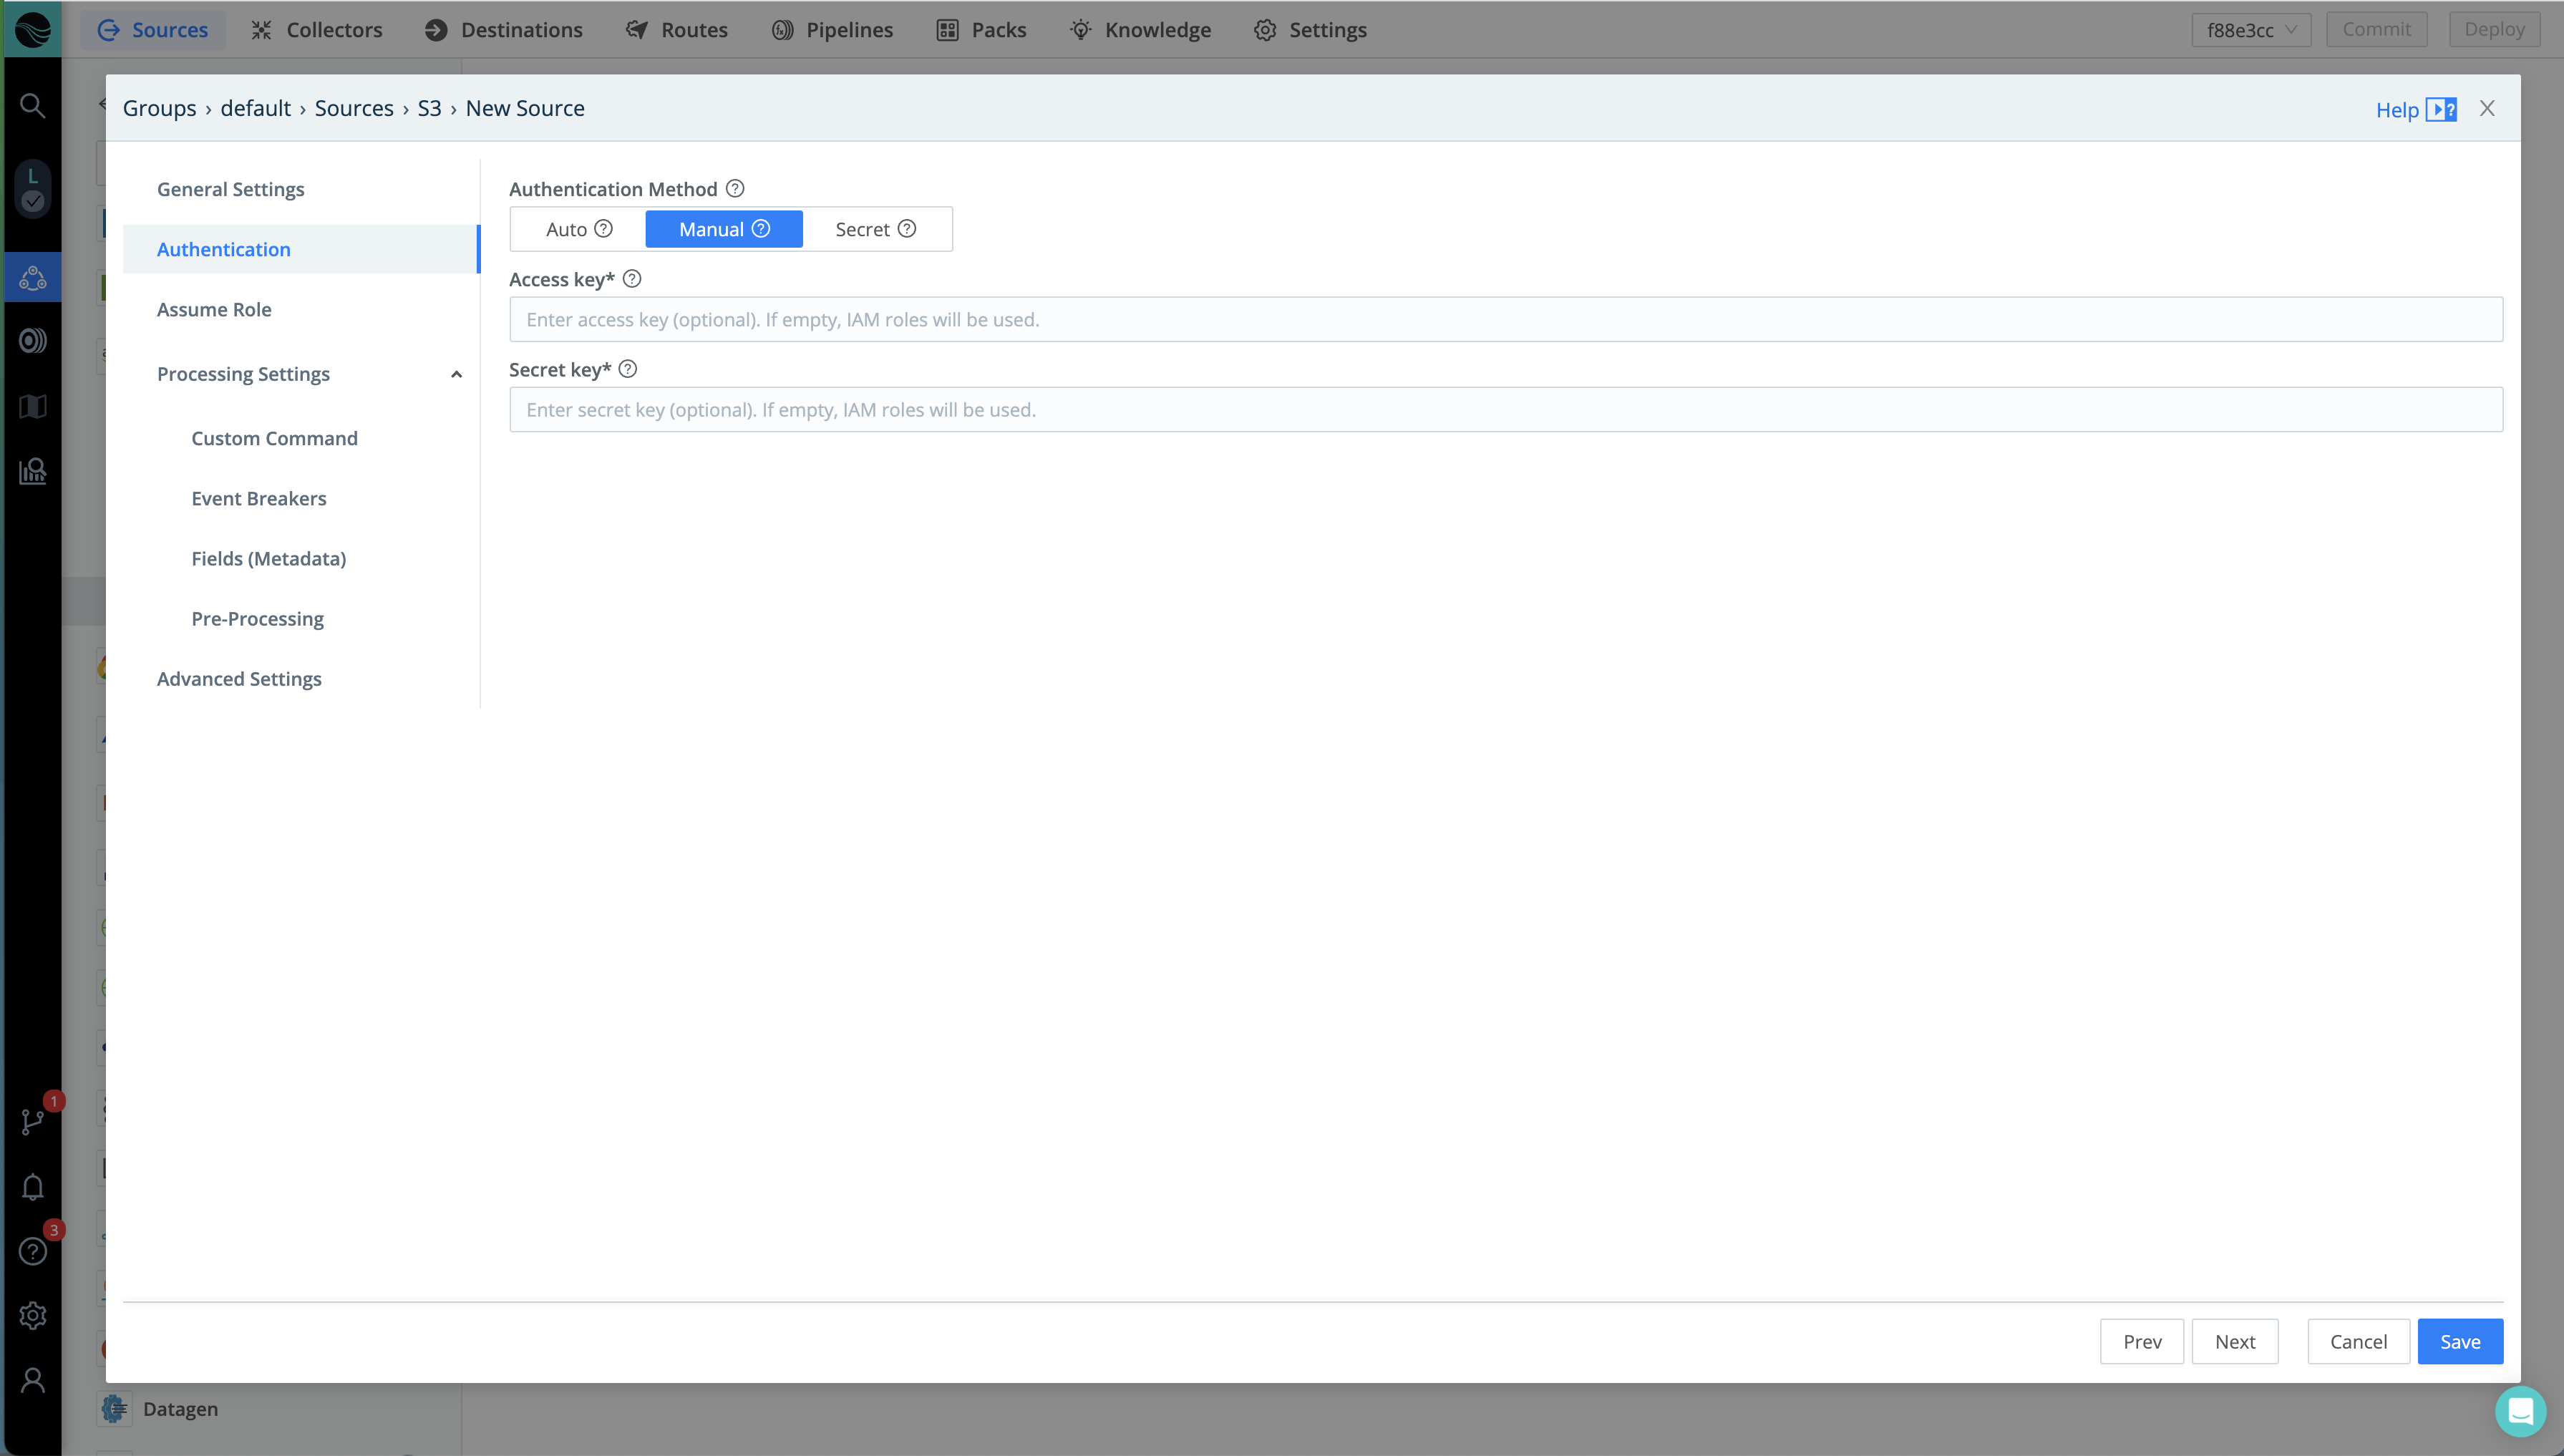 Sources
Collectors
Destinations
Routes
Pipelines
Packs
Knowledge
Settings
f88e3cc
Commit
Deploy
Groups › default › Sources › S3 › New Source
Help
L
General Settings
Authentication
Assume Role
Processing Settings
Custom Command
Event Breakers
Fields (Metadata)
Pre-Processing
Advanced Settings
Authentication Method
Auto
Manual
Secret
Access key*
Enter access key (optional). If empty, IAM roles will be used.
Secret key*
Enter secret key (optional). If empty, IAM roles will be used.
1
3
Prev
Next
Cancel
Save
Datagen